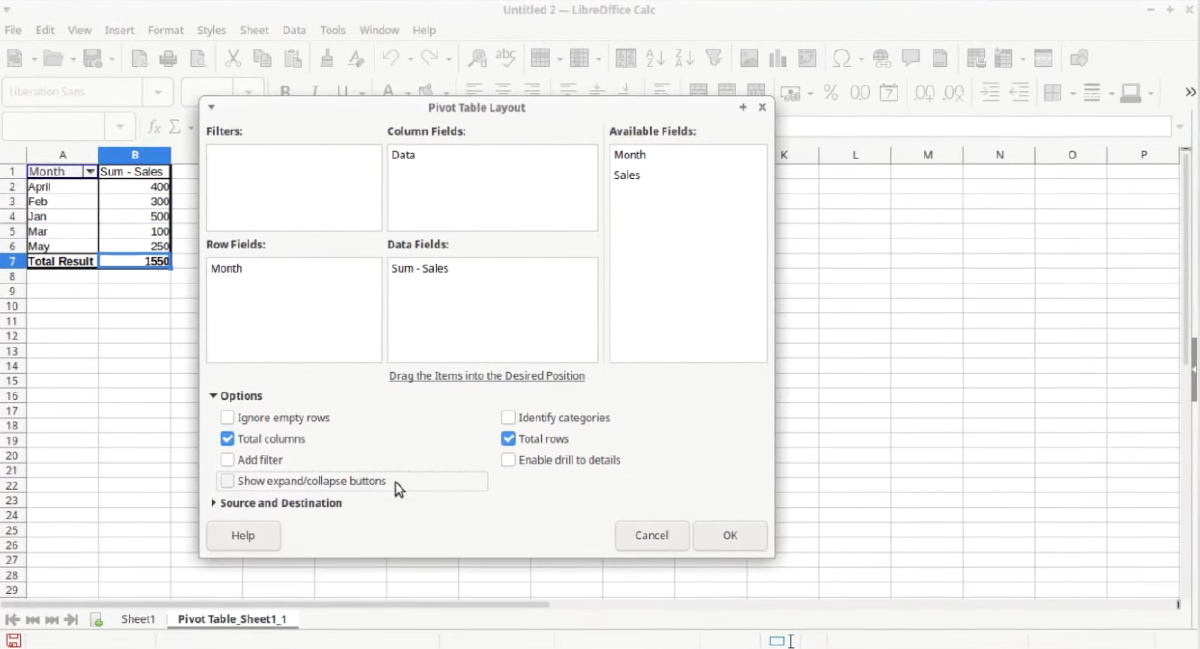 Untitled 2 — LibreOffice Calc
File Edit View Insert Format Styles Sheet Data Tools Window Help
Liberation Sans
Pivot Table Layout
Filters:
Column Fields:
Available Fields:
Data
Month
Sales
Row Fields:
Data Fields:
Month
Sum - Sales
Drag the Items into the Desired Position
Options
Ignore empty rows
Identify categories
Total columns
Total rows
Add filter
Enable drill to details
Show expand/collapse buttons
Source and Destination
Help
Cancel
OK
A B K L M N O P
1 Month Sum - Sales
2 April 400
3 Feb 300
4 Jan 500
5 Mar 100
6 May 250
7 Total Result 1550
8
9
10
11
12
13
14
15
16
17
18
19
20
21
22
23
24
25
26
27
28
29
Sheet1 Pivot Table_Sheet1_1